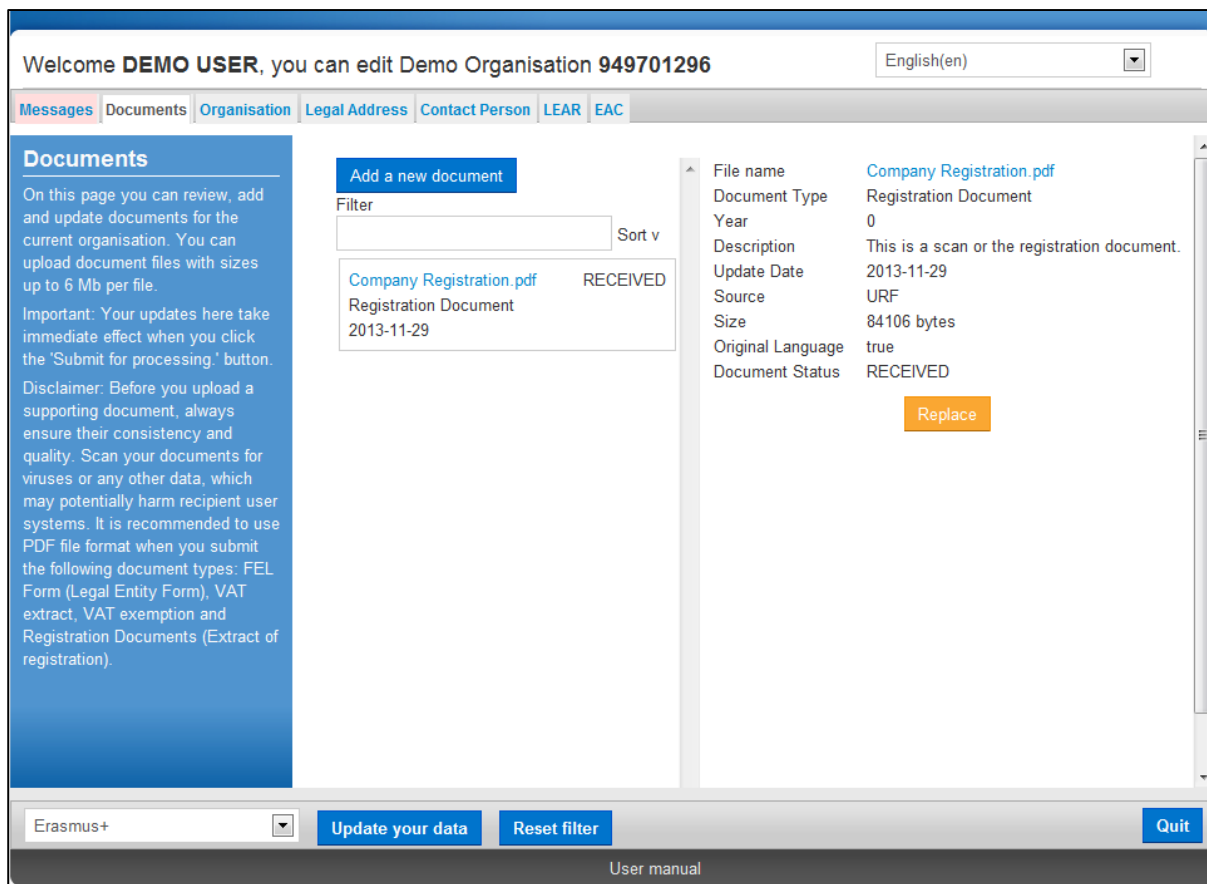 Welcome DEMO USER, you can edit Demo Organisation 949701296
English(en)
Messages Documents Organisation Legal Address Contact Person LEAR EAC
Documents
On this page you can review, add
and update documents for the
current organisation. You can
upload document files with sizes
up to 6 Mb per file.
Important: Your updates here take
immediate effect when you click
the 'Submit for processing.' button.
Disclaimer: Before you upload a
supporting document, always
ensure their consistency and
quality. Scan your documents for
viruses or any other data, which
may potentially harm recipient user
systems. It is recommended to use
PDF file format when you submit
the following document types: FEL
Form (Legal Entity Form), VAT
extract, VAT exemption and
Registration Documents (Extract of
registration).
Add a new document
Filter
Sort v
Company Registration.pdf RECEIVED
Registration Document
2013-11-29
File name Company Registration.pdf
Document Type Registration Document
Year 0
Description This is a scan or the registration document.
Update Date 2013-11-29
Source URF
Size 84106 bytes
Original Language true
Document Status RECEIVED
Replace
Erasmus+ Update your data Reset filter Quit
User manual